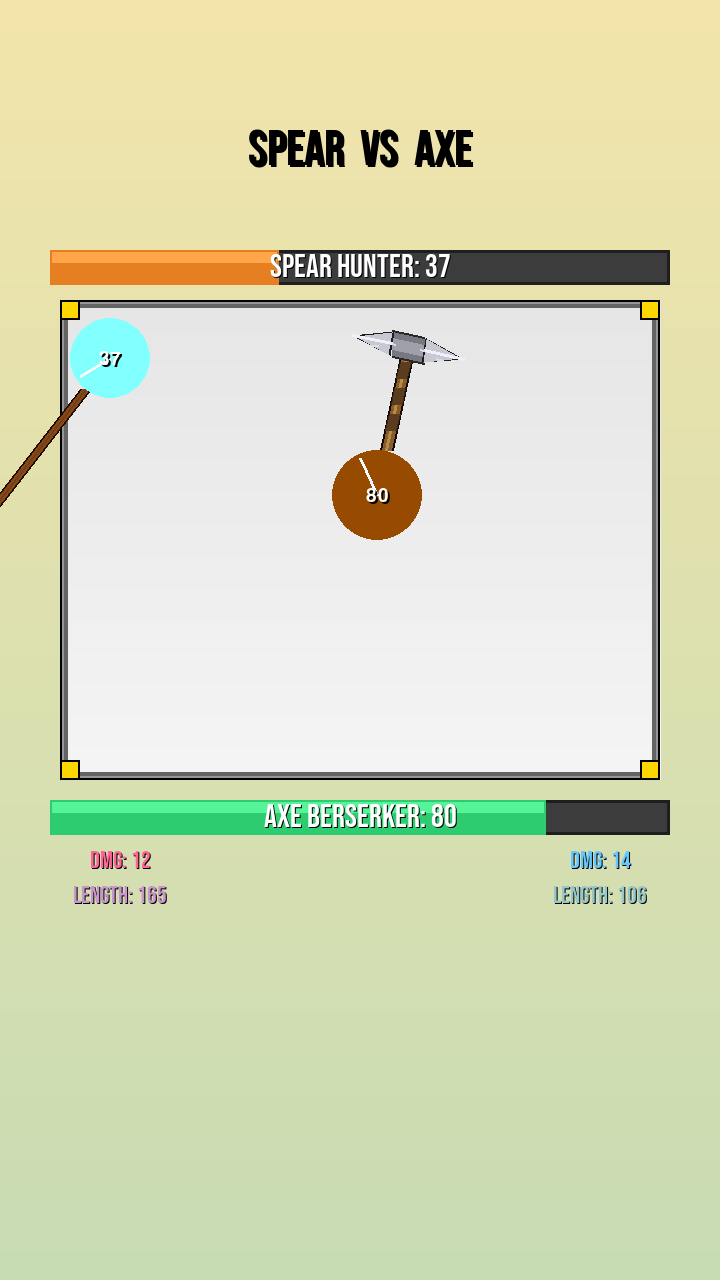 SPEAR VS AXE
SPEAR HUNTER: 37
37
80
AXE BERSERKER: 80
DMG: 12
DMG: 14
LENGTH: 165
LENGTH: 106